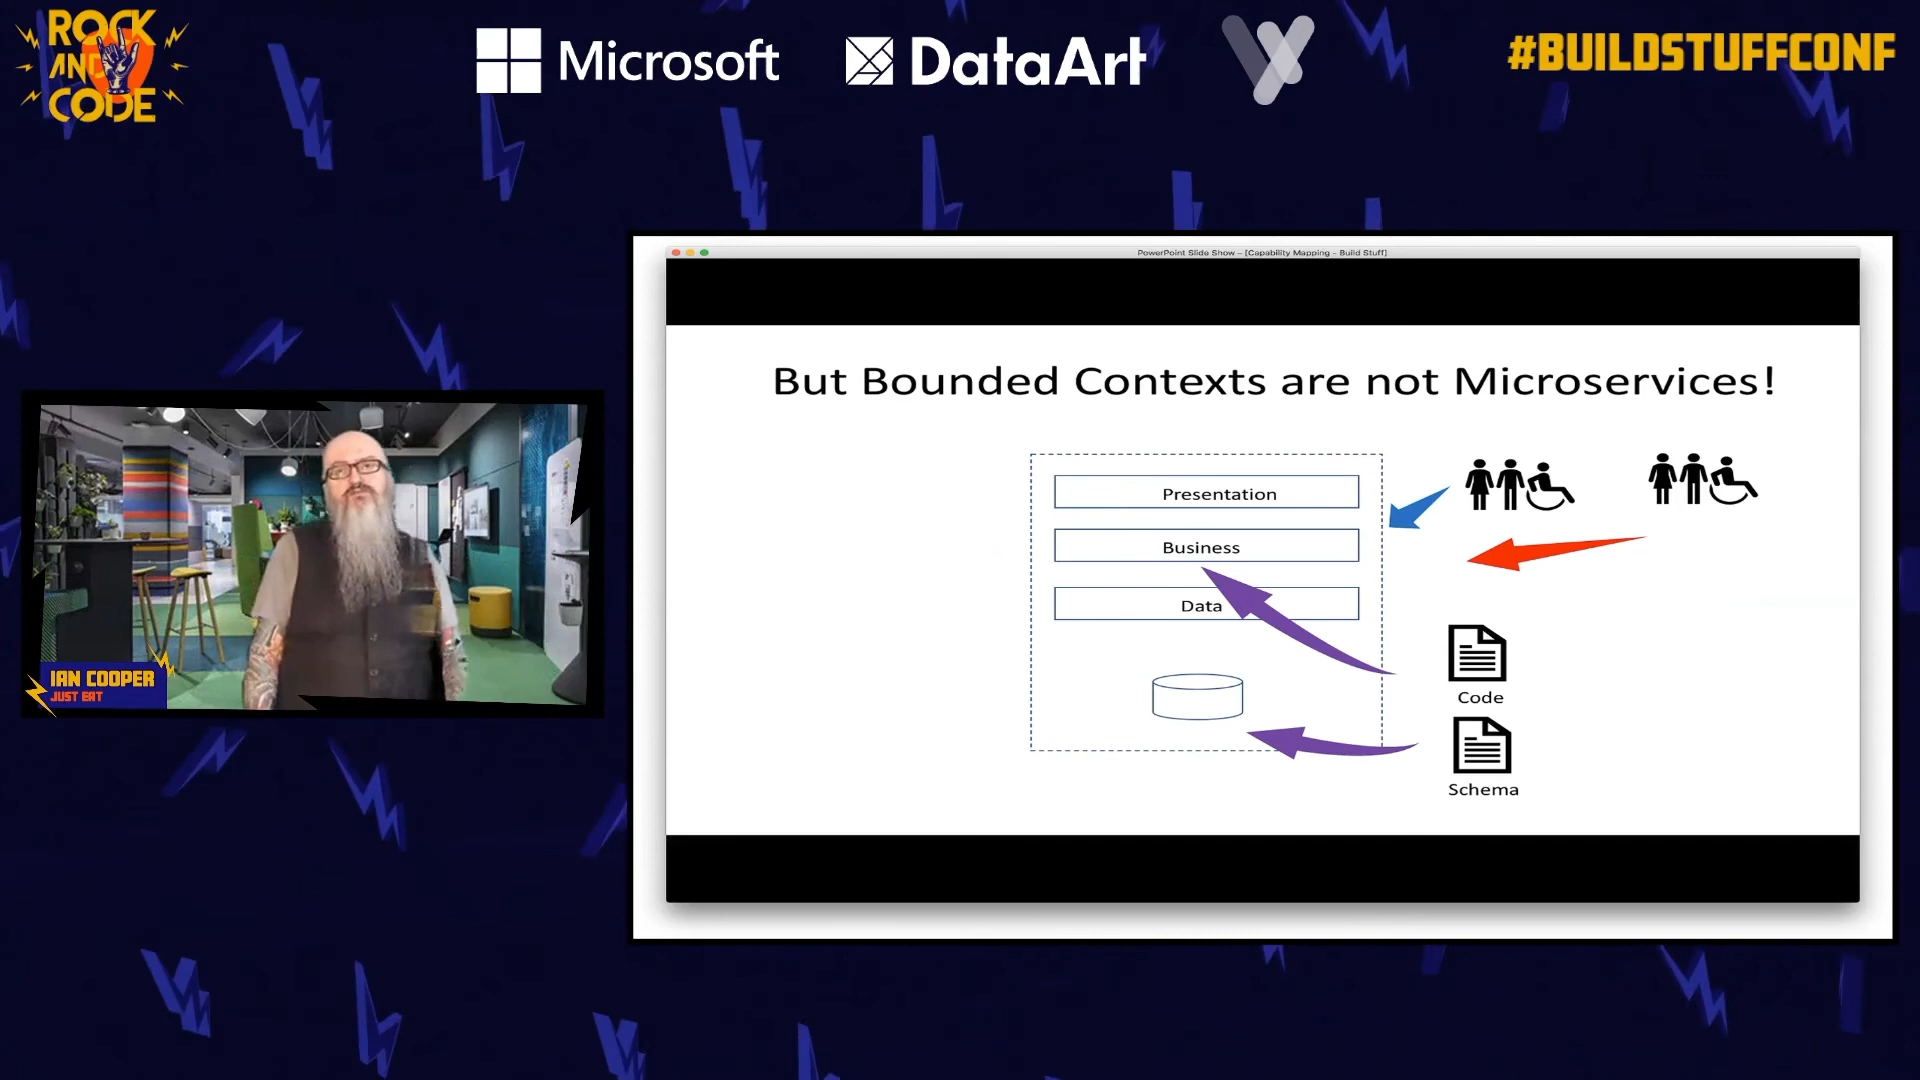 ROCK
AND
CODE
Microsoft
DataArt
#BUILDSTUFFCONF
PowerPoint Slide Show – [Capability Mapping - Build Stuff]
But Bounded Contexts are not Microservices!
Presentation
Business
Data
Code
Schema
IAN COOPER
JUST EAT